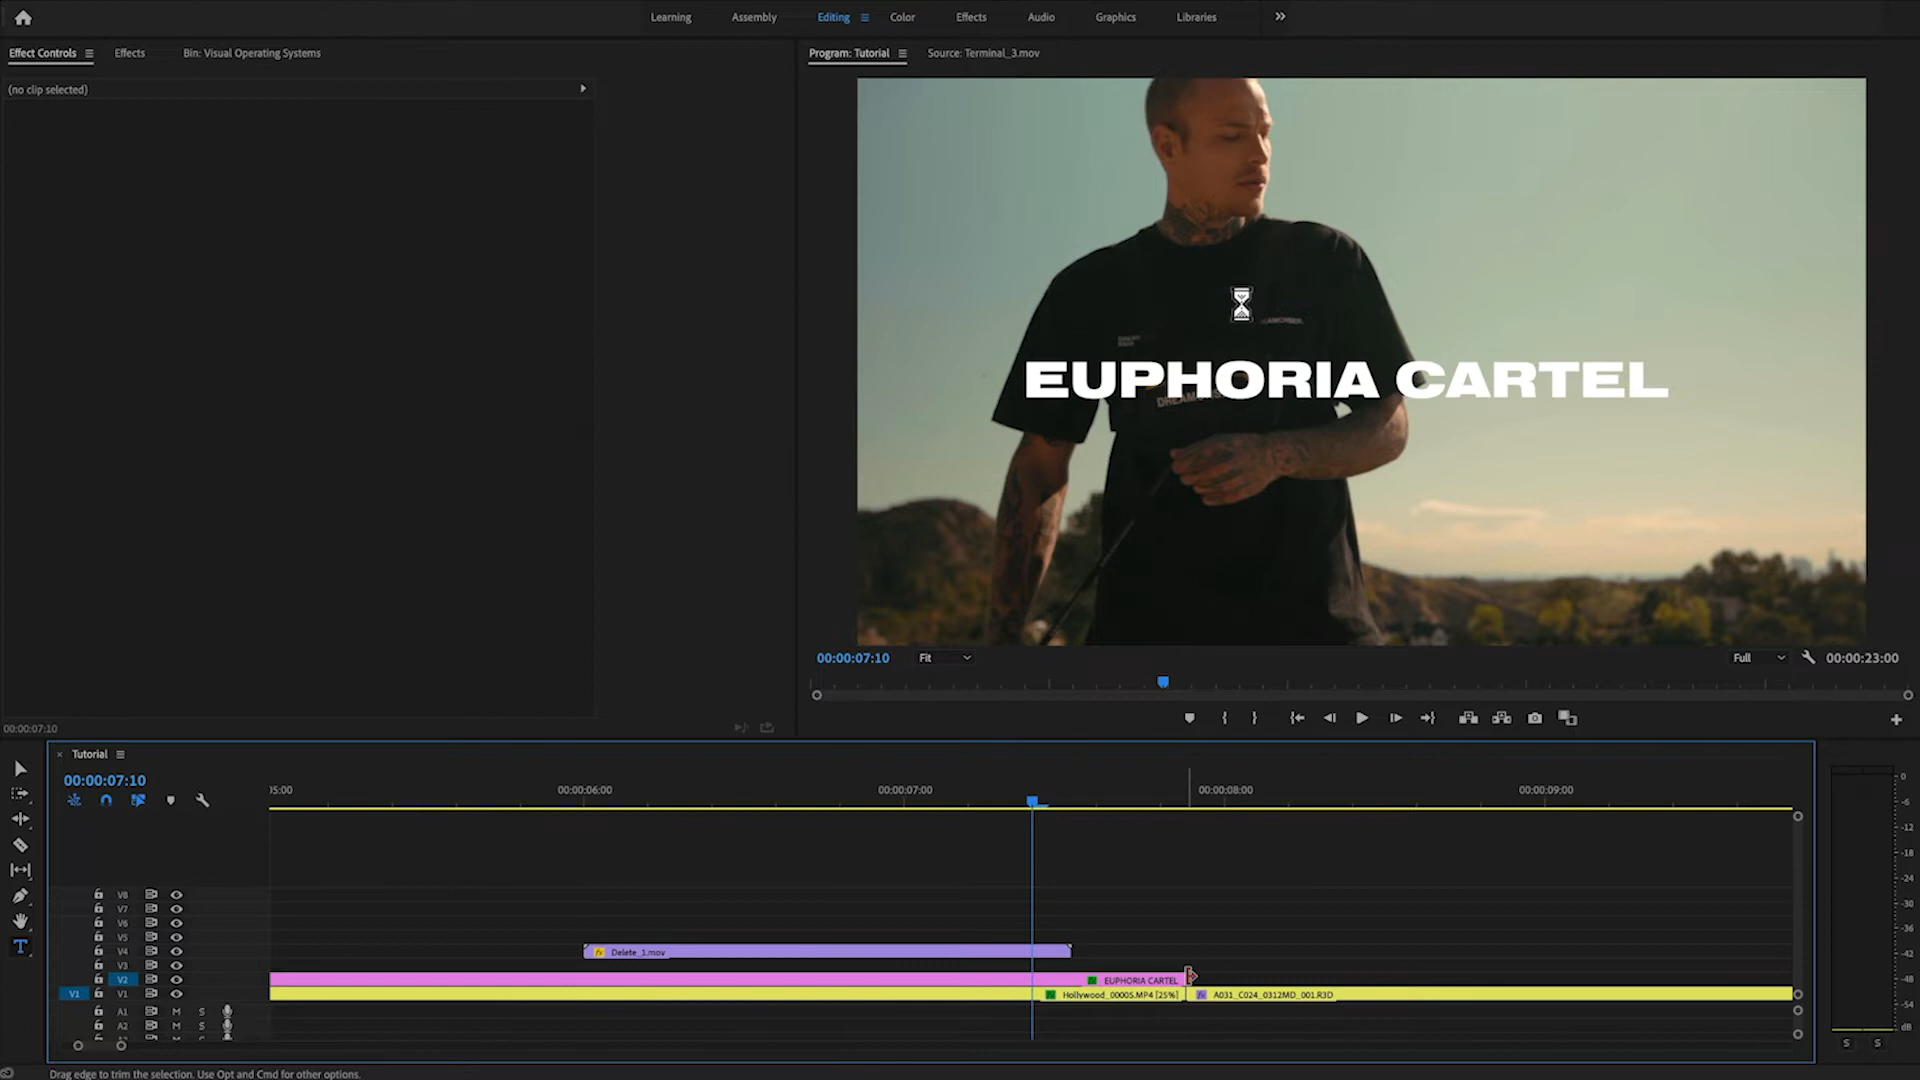 Learning Assembly Editing Color Effects Audio Graphics Libraries
Effect Controls Effects Bin: Visual Operating Systems
Program: Tutorial Source: Terminal_3.mov
(no clip selected)
EUPHORIA CARTEL
00:00:07:10 Fit Full 00:00:23:00
00:00:07:10
Tutorial
00:00:07:10
05:00 00:00:06:00 00:00:07:00 00:00:08:00 00:00:09:00
V8
V7
V6
V5
V4 Delete_1.mov
V3
V2 EUPHORIA CARTEL
V1 V1 Hollywood_0000S.MP4 [25%] A031_C024_0312MD_001.R3D
A1 M S
A2 M S
0
-6
-12
-18
-24
-30
-36
-42
-48
-54
dB
S S
T
Drag edge to trim the selection. Use Opt and Cmd for other options.